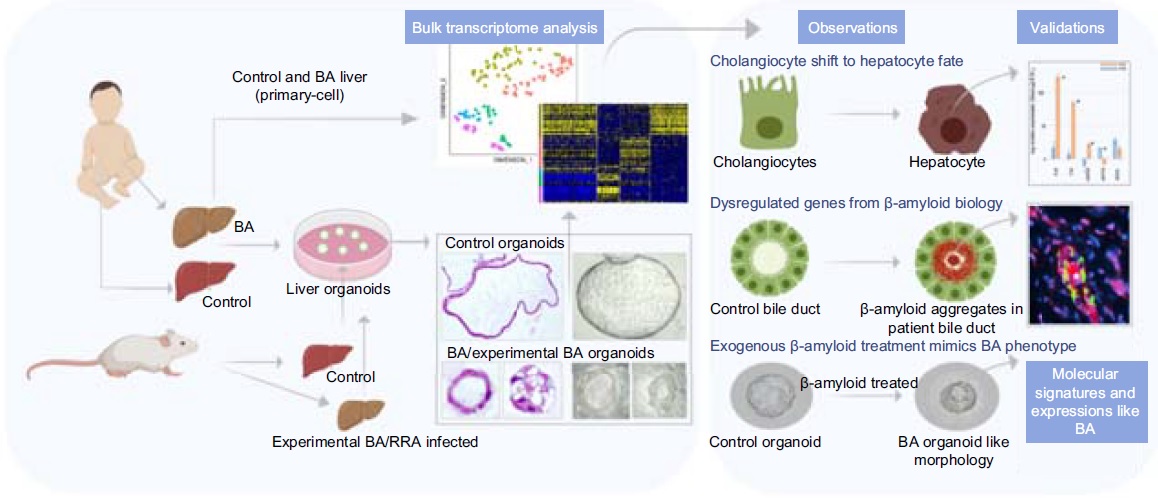 Bulk transcriptome analysis
Observations
Validations
Control and BA liver
(primary-cell)
BA
Control
Liver organoids
Control
Experimental BA/RRA infected
Control organoids
BA/experimental BA organoids
Cholangiocyte shift to hepatocyte fate
Cholangiocytes
Hepatocyte
Dysregulated genes from β-amyloid biology
Control bile duct
β-amyloid aggregates in
patient bile duct
Exogenous β-amyloid treatment mimics BA phenotype
β-amyloid treated
Control organoid
BA organoid like
morphology
Molecular
signatures and
expressions like
BA